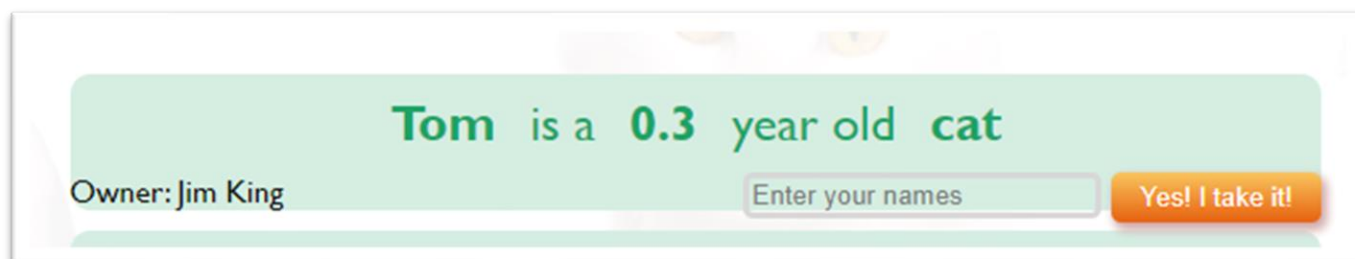 Tom is a 0.3 year old cat
Owner: Jim King Enter your names Yes! I take it!